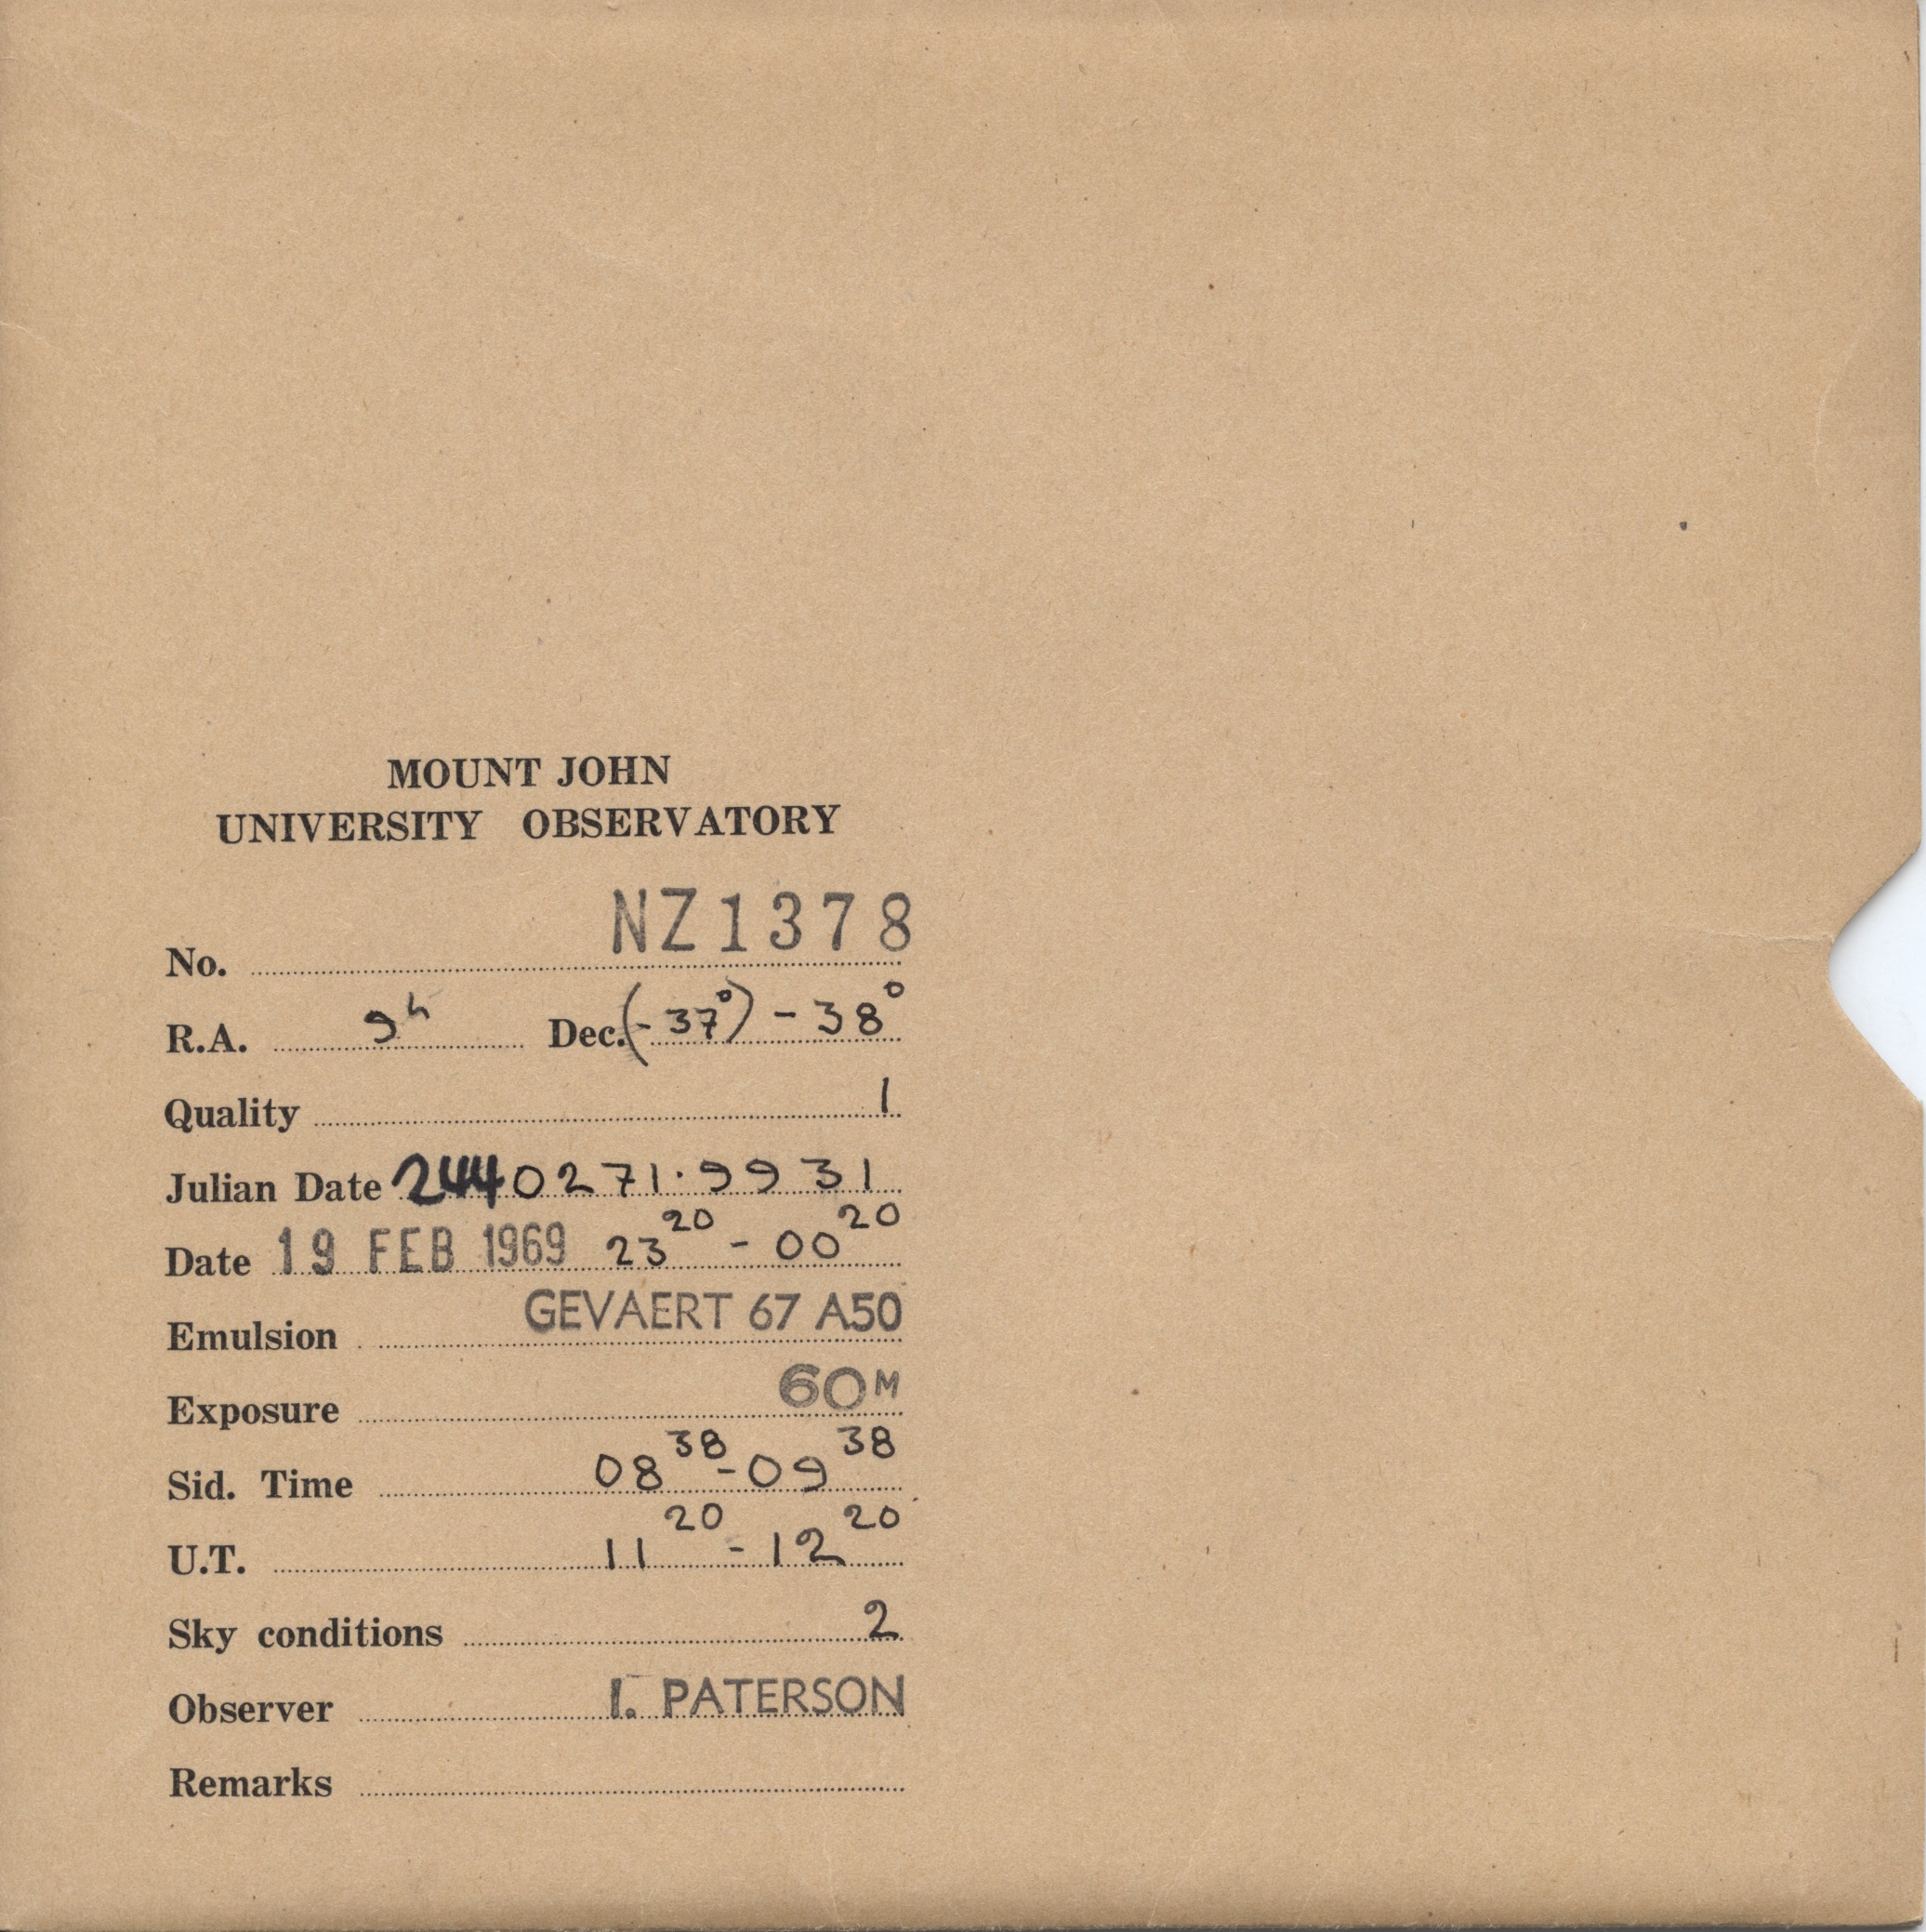 MOUNT JOHN
UNIVERSITY OBSERVATORY
No. NZ1378
R.A. 9h Dec. (-37°) - 38°
Quality 1
Julian Date 2440271.9931
Date 19 FEB 1969 23 20 - 00 20
Emulsion GEVAERT 67 A50
Exposure 60M
Sid. Time 08 38 - 09 38
U.T. 11 20 - 12 20
Sky conditions 2
Observer I. PATERSON
Remarks